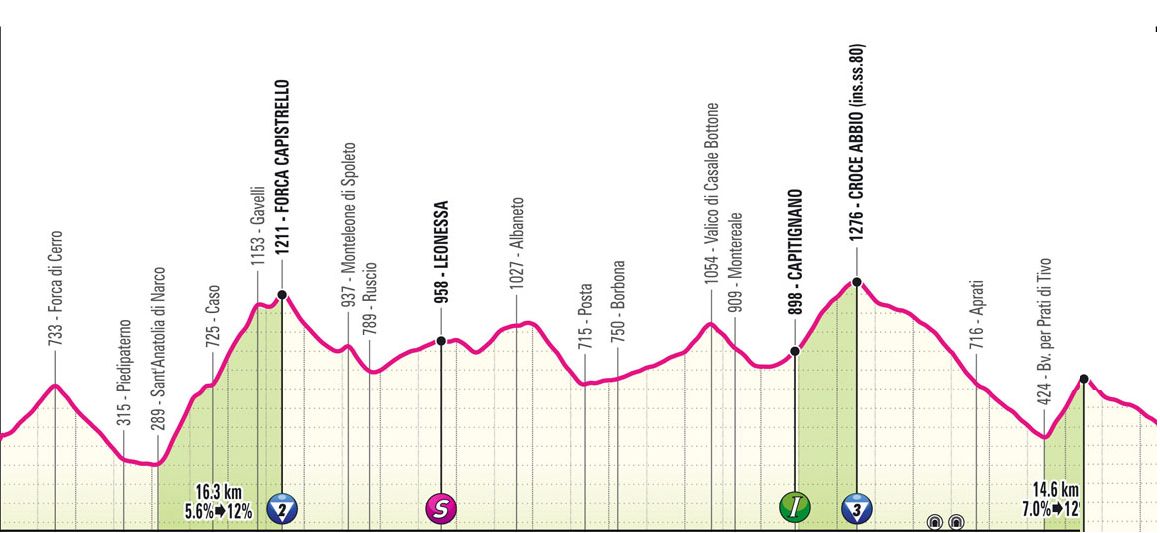 733 - Forca di Cerro
315 - Piedipaterno
289 - Sant'Anatolia di Narco
725 - Caso
1153 - Gavelli
1211 - FORCA CAPISTRELLO
937 - Monteleone di Spoleto
789 - Ruscio
958 - LEONESSA
1027 - Albaneto
715 - Posta
750 - Borbona
1054 - Valico di Casale Bottone
909 - Montereale
898 - CAPITIGNANO
1276 - CROCE ABBIO (ins.ss.80)
716 - Aprati
424 - Bv. per Prati di Tivo
16.3 km
5.6% 12%
2
S
I
3
14.6 km
7.0% 12